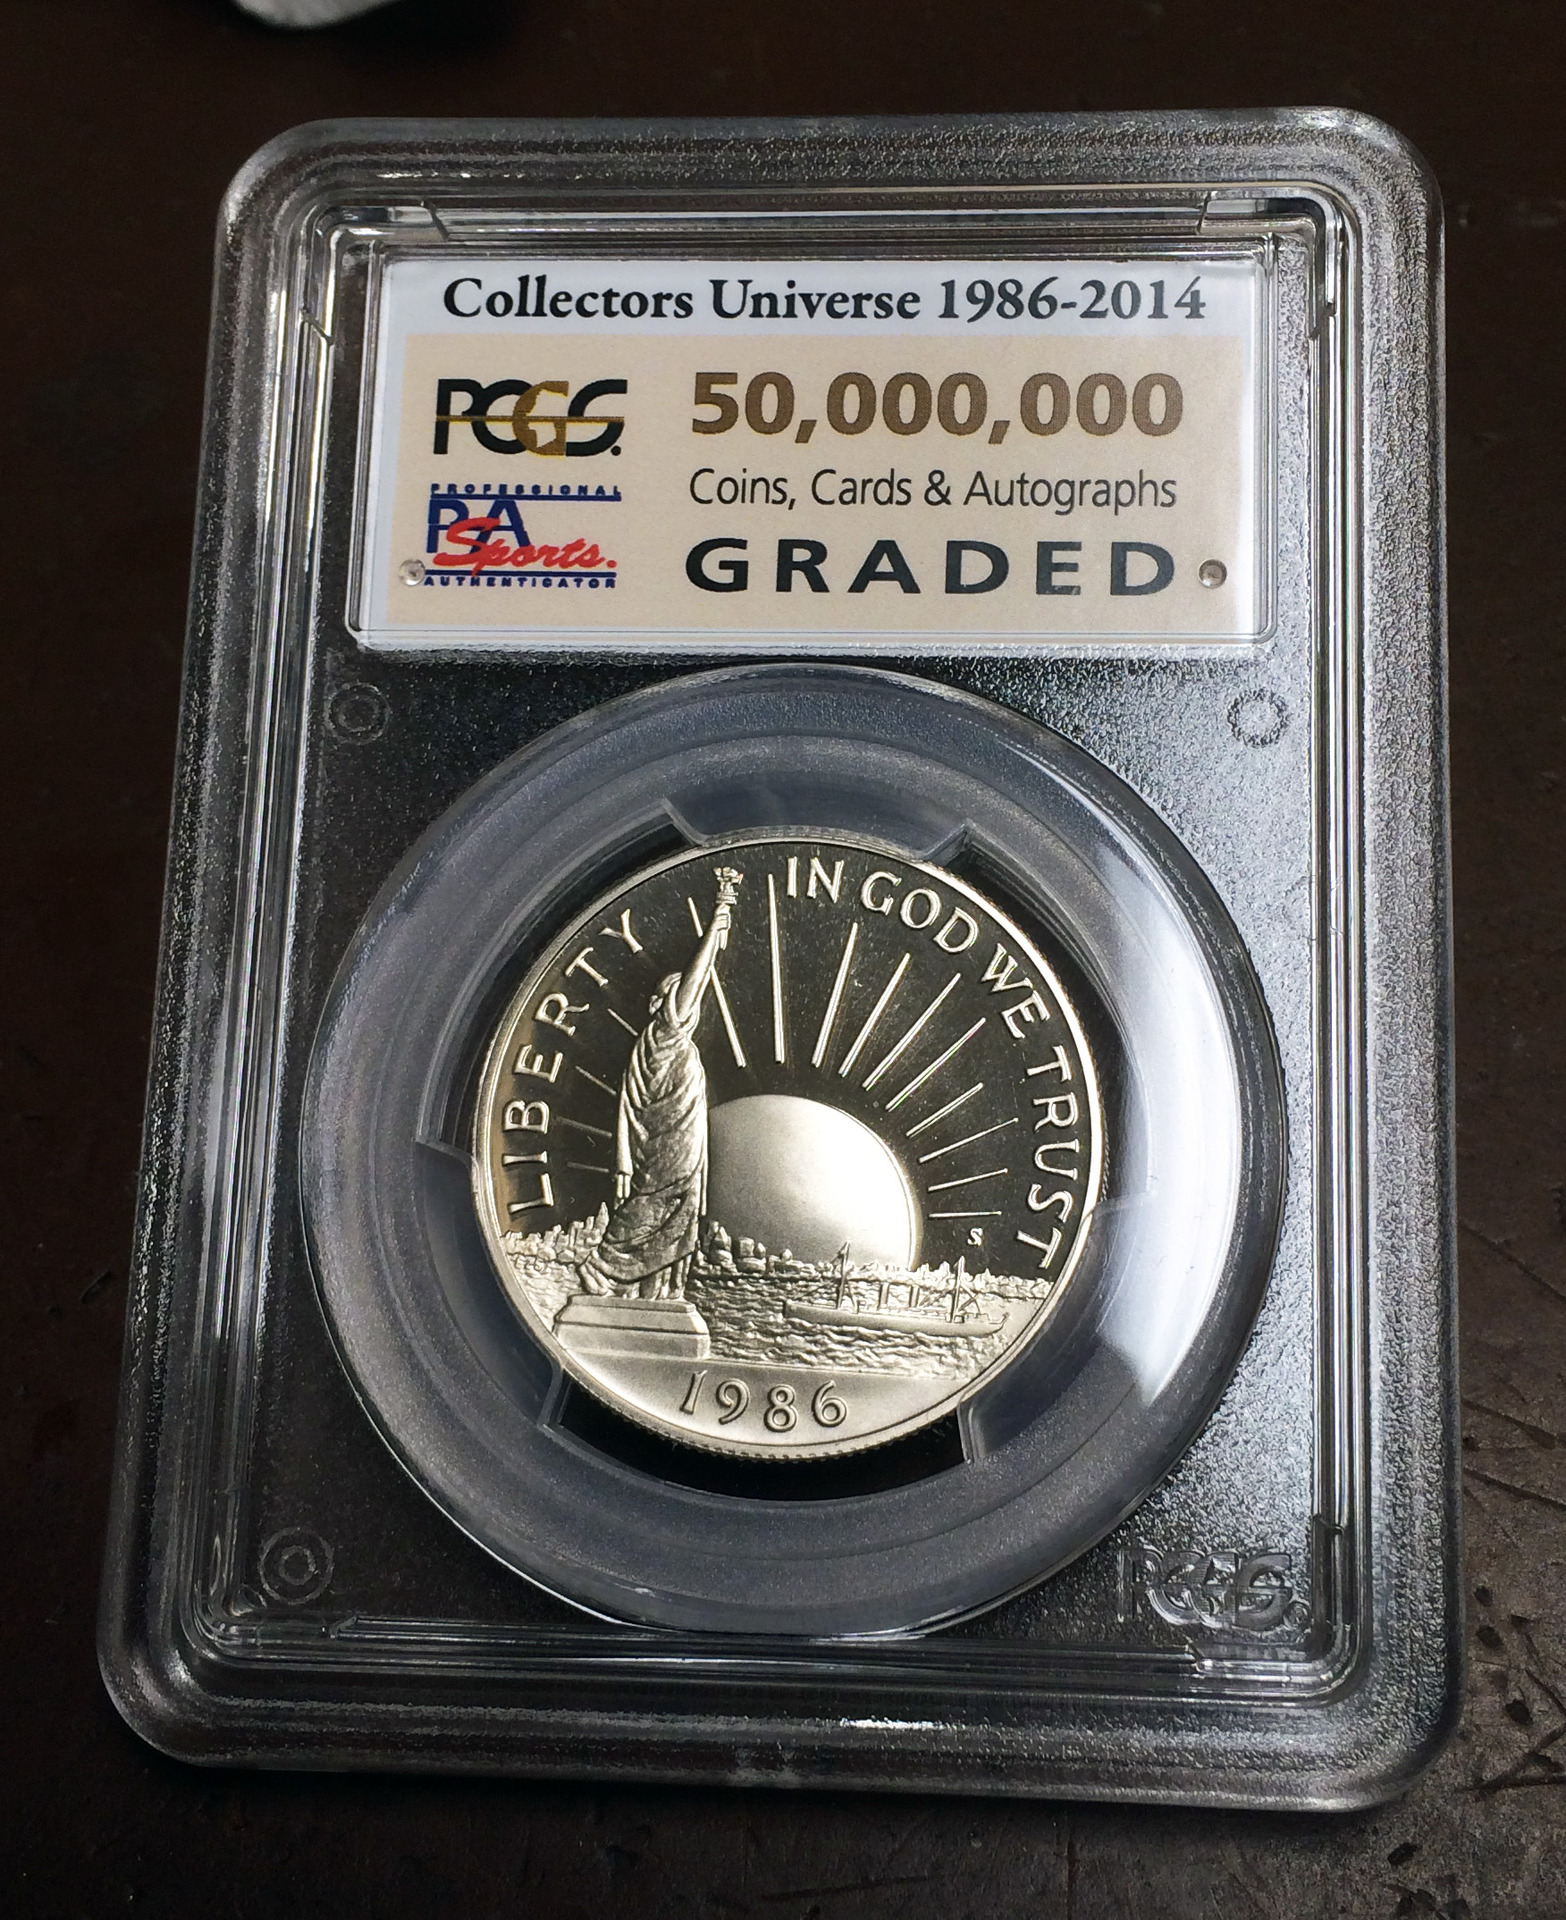 Collectors Universe 1986-2014
PCGS.
50,000,000
Coins, Cards & Autographs
GRADED
PROFESSIONAL
PSA
Sports.
AUTHENTICATOR
LIBERTY
IN GOD WE TRUST
S
1986
PCGS